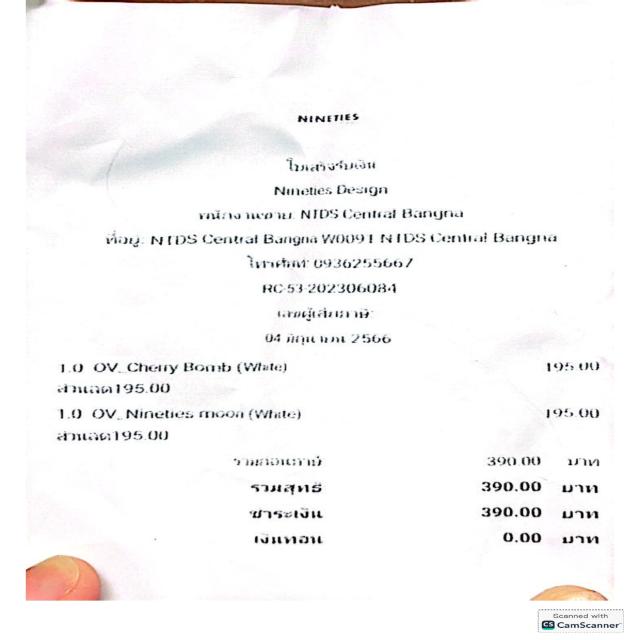 NINETIES
ใบเสร็จรับเงิน
Nineties Design
พนักงานขาย: NTDS Central Bangna
ที่อยู่: NTDS Central Bangna W0091 NTDS Central Bangna
โทรศัพท์: 0936255667
RC-53-202306084
เลขผู้เสียภาษี:
04 มิถุนายน 2566
1.0 OV_Cherry Bomb (White) 195.00
ส่วนลด195.00
1.0 OV_Nineties moon (White) 195.00
ส่วนลด195.00
รวมก่อนภาษี 390.00 บาท
รวมสุทธิ 390.00 บาท
ชำระเงิน 390.00 บาท
เงินทอน 0.00 บาท
Scanned with
CS CamScanner